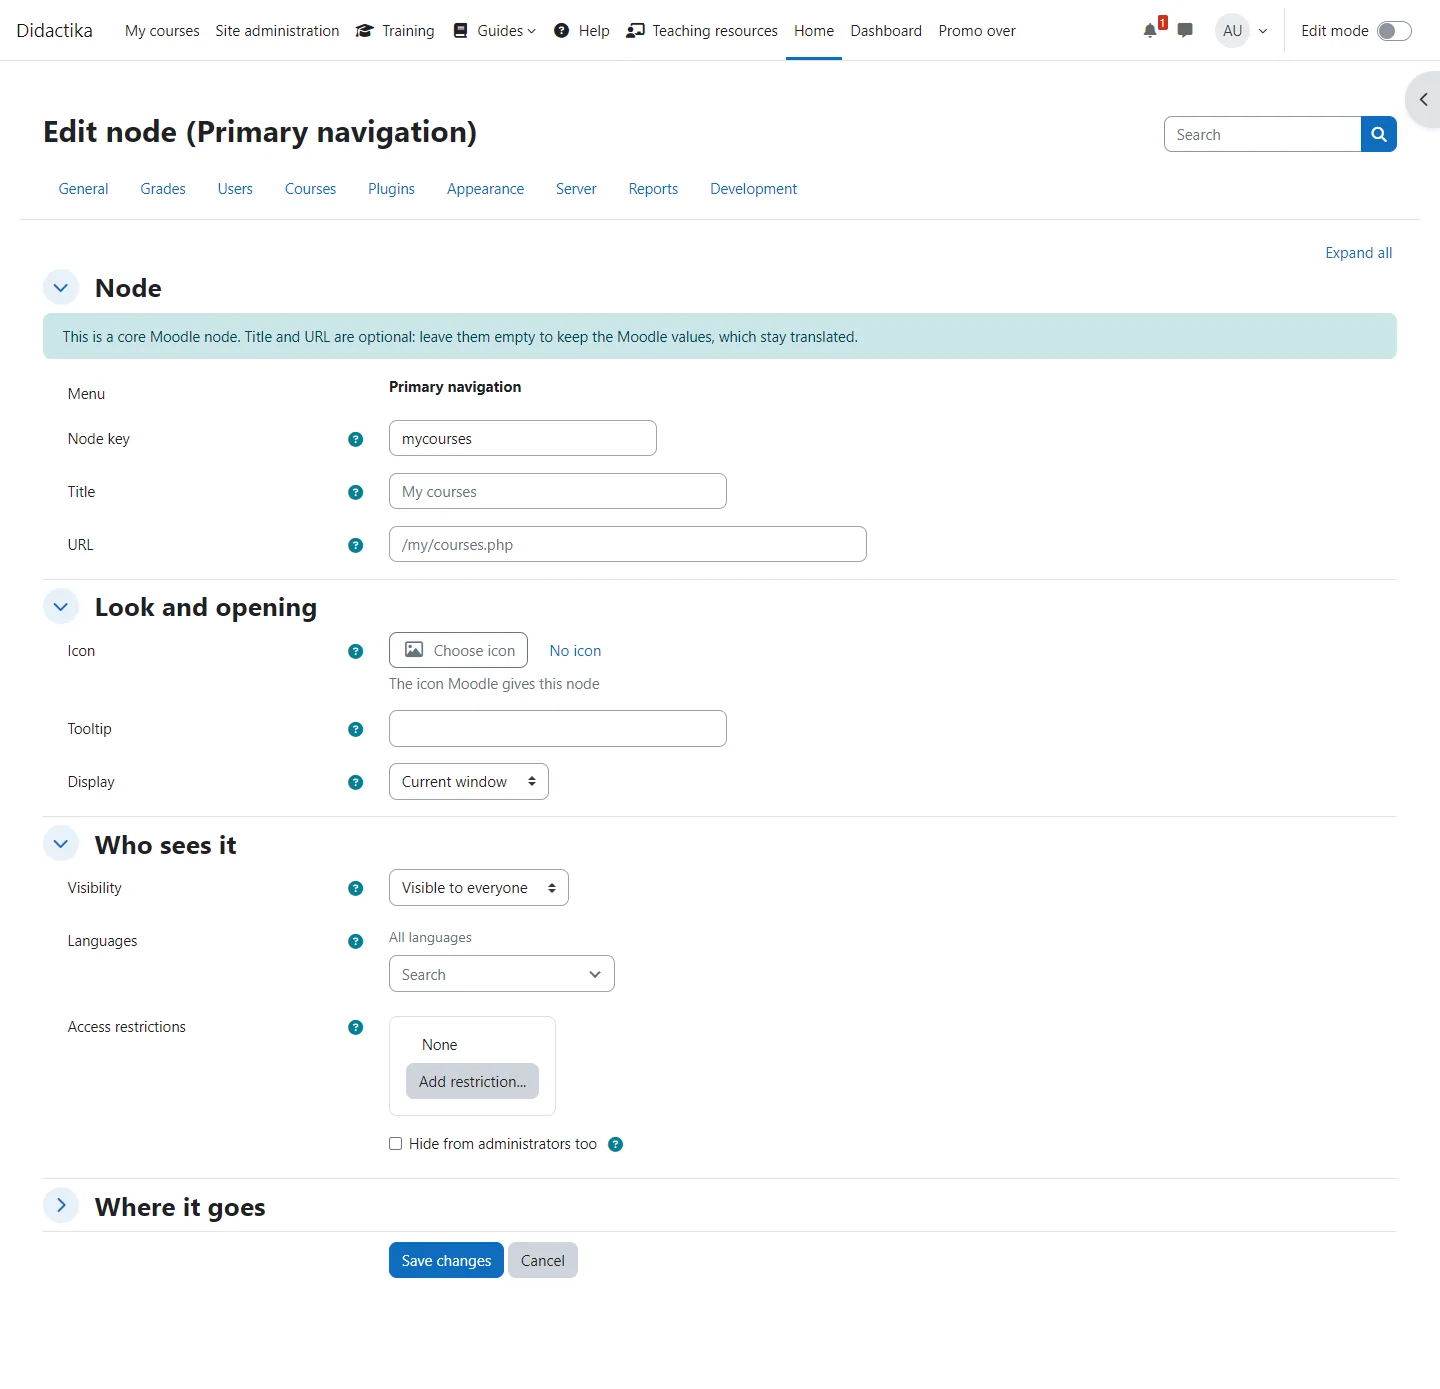 Didactika My courses Site administration Training Guides Help Teaching resources Home Dashboard Promo over 1 AU Edit mode
Edit node (Primary navigation)
Search
General Grades Users Courses Plugins Appearance Server Reports Development
Expand all
Node
This is a core Moodle node. Title and URL are optional: leave them empty to keep the Moodle values, which stay translated.
Menu Primary navigation
Node key ? mycourses
Title ? My courses
URL ? /my/courses.php
Look and opening
Icon ? Choose icon No icon
The icon Moodle gives this node
Tooltip ?
Display ? Current window
Who sees it
Visibility ? Visible to everyone
Languages ? All languages
Search
Access restrictions ? None
Add restriction...
Hide from administrators too ?
Where it goes
Save changes Cancel